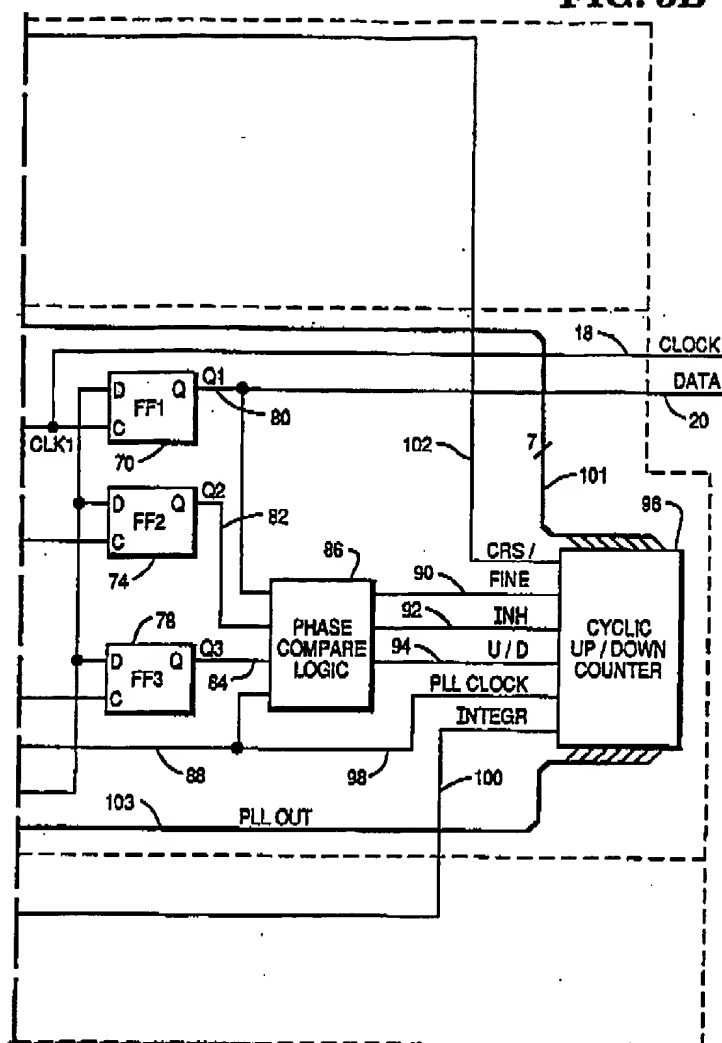 FIG. 3B
18
CLOCK
DATA
20
D Q Q1
FF1
C
CLK1
70
80
102
7
101
96
D Q Q2
FF2
C
74
82
86
CRS /
90 FINE
92 INH
94 U / D
PLL CLOCK
INTEGR
PHASE
COMPARE
LOGIC
CYCLIC
UP / DOWN
COUNTER
78
D Q Q3
FF3
C
84
88
98
100
103
PLL OUT